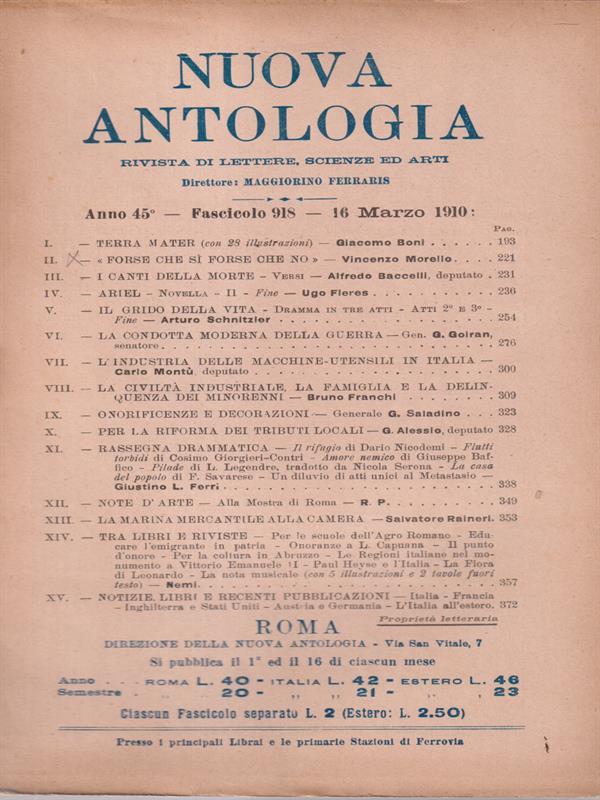 NUOVA
ANTOLOGIA
RIVISTA DI LETTERE, SCIENZE ED ARTI
Direttore: MAGGIORINO FERRARIS
Anno 45º — Fascicolo 918 — 16 Marzo 1910:
PAG.
I. — TERRA MATER (con 28 illustrazioni) — Giacomo Boni . . . . . . 193
II. — « FORSE CHE SÌ FORSE CHE NO » — Vincenzo Morello. . . . . 221
III. — I CANTI DELLA MORTE – VERSI — Alfredo Baccelli, deputato . 231
IV. — ARIEL – NOVELLA – II – Fine — Ugo Fleres . . . . . . . . . . 236
V. — IL GRIDO DELLA VITA – DRAMMA IN TRE ATTI – ATTI 2º E 3º –
Fine — Arturo Schnitzler . . . . . . . . . . . . . . . . . . . 254
VI. — LA CONDOTTA MODERNA DELLA GUERRA — Gen. G. Goiran,
senatore. . . . . . . . . . . . . . . . . . . . . . . . . . . 276
VII. — L'INDUSTRIA DELLE MACCHINE-UTENSILI IN ITALIA —
Carlo Montù, deputato . . . . . . . . . . . . . . . . . . . . 300
VIII. — LA CIVILTÀ INDUSTRIALE, LA FAMIGLIA E LA DELIN-
QUENZA DEI MINORENNI — Bruno Franchi . . . . . . . . 309
IX. — ONORIFICENZE E DECORAZIONI — Generale G. Saladino . . . 323
X. — PER LA RIFORMA DEI TRIBUTI LOCALI — G. Alessio, deputato 328
XI. — RASSEGNA DRAMMATICA — Il rifugio di Dario Nicodemi – Flutti
torbidi di Cosimo Giorgieri-Contri – Amore nemico di Giuseppe Baf-
fico – Pilade di L. Legendre, tradotto da Nicola Serena – La casa
del popolo di F. Savarese – Un diluvio di atti unici al Metastasio —
Giustino L. Ferri. . . . . . . . . . . . . . . . . . . . . . 338
XII. — NOTE D'ARTE — Alla Mostra di Roma — R. P. . . . . . . . . 349
XIII. — LA MARINA MERCANTILE ALLA CAMERA — Salvatore Raineri. 353
XIV. — TRA LIBRI E RIVISTE — Per le scuole dell'Agro Romano – Edu-
care l'emigrante in patria – Onoranze a L. Capuana – Il punto
d'onore – Per la coltura in Abruzzo – Le Regioni italiane nel mo-
numento a Vittorio Emanuele II – Paul Heyse e l'Italia – La Flora
di Leonardo – La nota musicale (con 5 illustrazioni e 2 tavole fuori
testo) — Nemi. . . . . . . . . . . . . . . . . . . . . . . . 357
XV. — NOTIZIE, LIBRI E RECENTI PUBBLICAZIONI — Italia – Francia
– Inghilterra e Stati Uniti – Austria e Germania – L'Italia all'estero. 372
Proprietà letteraria
ROMA
DIREZIONE DELLA NUOVA ANTOLOGIA – Via San Vitale, 7
Si pubblica il 1º ed il 16 di ciascun mese
Anno . . . ROMA L. 40 – ITALIA L. 42 – ESTERO L. 46
Semestre . „ 20 – „ „ 21 – „ „ 23
Ciascun Fascicolo separato L. 2 (Estero: L. 2.50)
Presso i principali Librai e le primarie Stazioni di Ferrovia